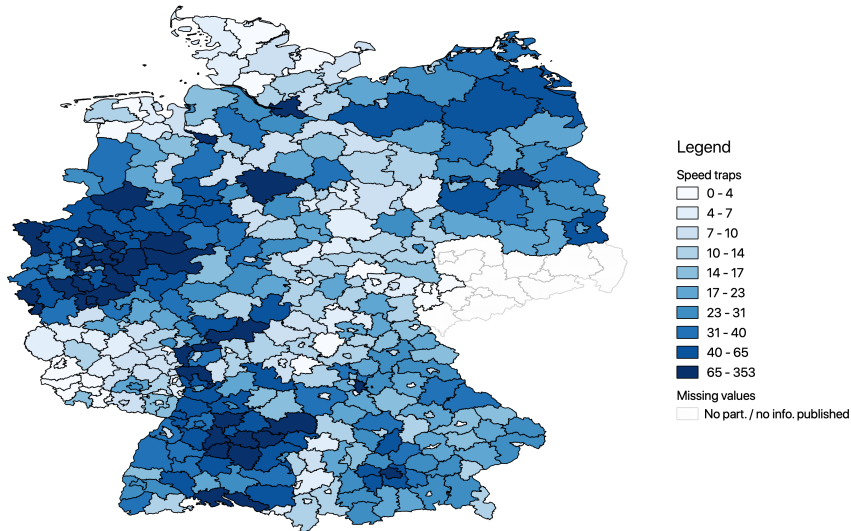 Legend
Speed traps
0 - 4
4 - 7
7 - 10
10 - 14
14 - 17
17 - 23
23 - 31
31 - 40
40 - 65
65 - 353
Missing values
No part. / no info. published